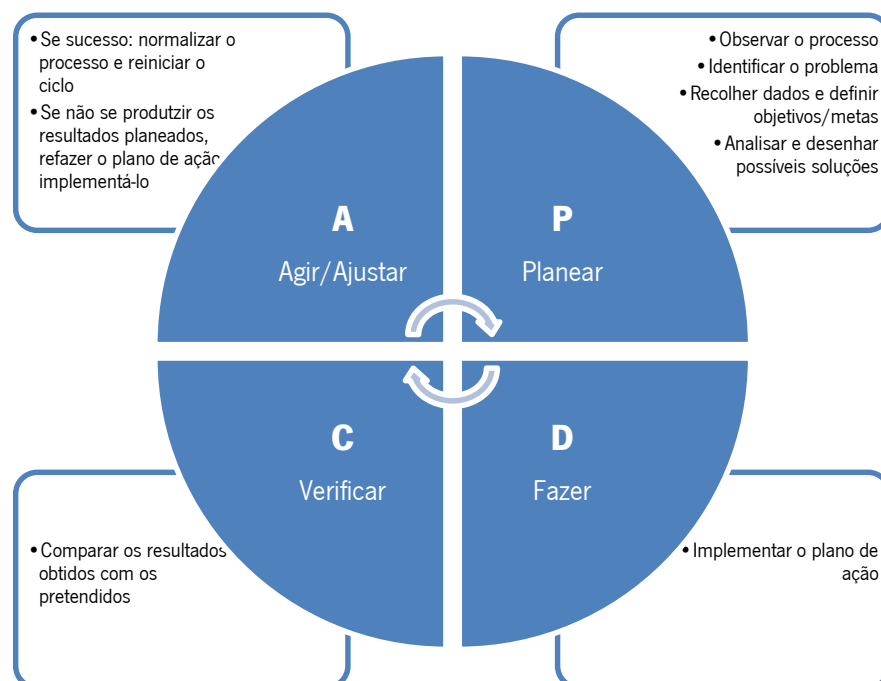 • Se sucesso: normalizar o
processo e reiniciar o
ciclo
• Se não se produtzir os
resultados planeados,
refazer o plano de ação
implementá-lo
• Observar o processo
• Identificar o problema
• Recolher dados e definir
objetivos/metas
• Analisar e desenhar
possíveis soluções
A
Agir/Ajustar
P
Planear
C
Verificar
D
Fazer
• Comparar os resultados
obtidos com os
pretendidos
• Implementar o plano de
ação